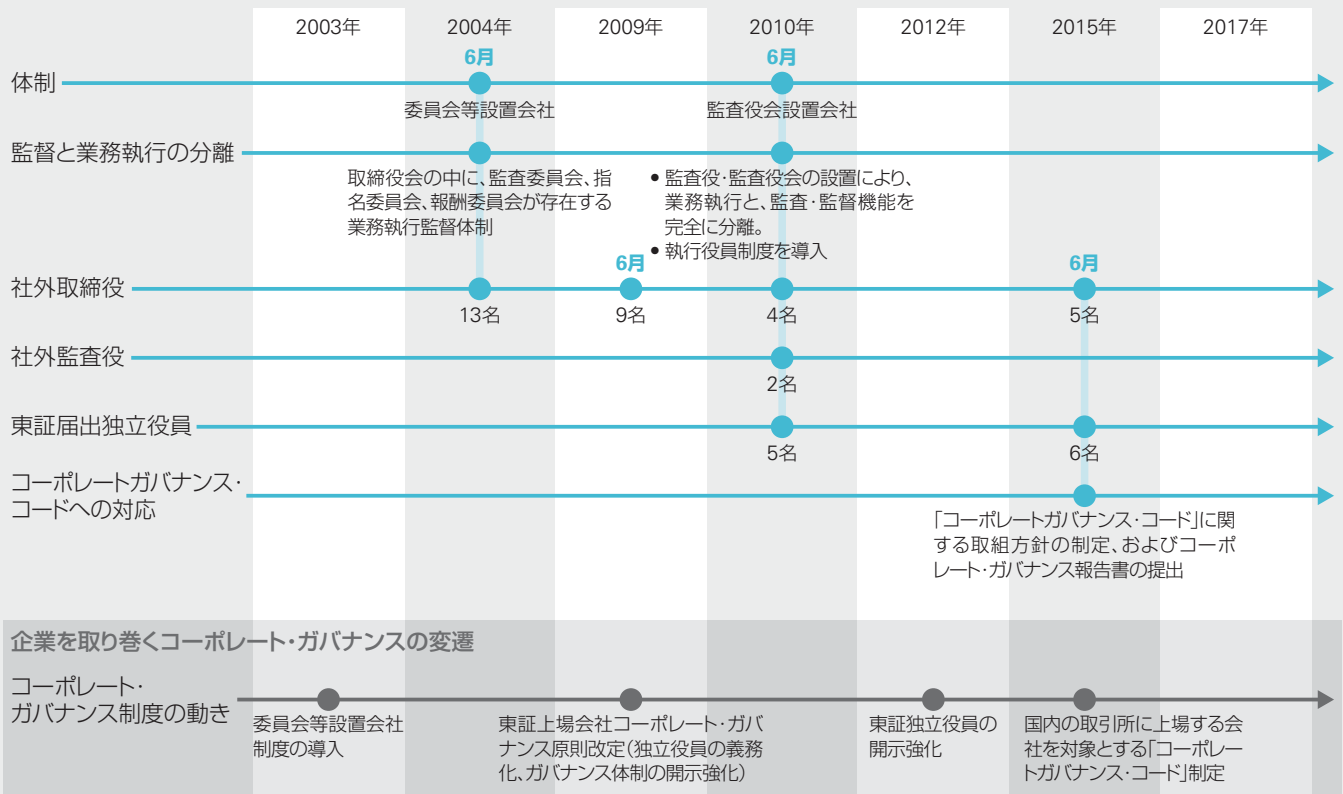 2003年 2004年 2009年 2010年 2012年 2015年 2017年
6月 6月
体制
委員会等設置会社 監査役会設置会社
監督と業務執行の分離
取締役会の中に、監査委員会、指
名委員会、報酬委員会が存在する
業務執行監督体制
• 監査役・監査役会の設置により、
業務執行と、監査・監督機能を
完全に分離。
• 執行役員制度を導入
6月 6月
社外取締役
13名 9名 4名 5名
社外監査役
2名
東証届出独立役員
5名 6名
コーポレートガバナンス・
コードへの対応
「コーポレートガバナンス・コード」に関
する取組方針の制定、およびコーポ
レート・ガバナンス報告書の提出
企業を取り巻くコーポレート・ガバナンスの変遷
コーポレート・
ガバナンス制度の動き
委員会等設置会社
制度の導入
東証上場会社コーポレート・ガバ
ナンス原則改定(独立役員の義務
化、ガバナンス体制の開示強化)
東証独立役員の
開示強化
国内の取引所に上場する会
社を対象とする「コーポレー
トガバナンス・コード」制定